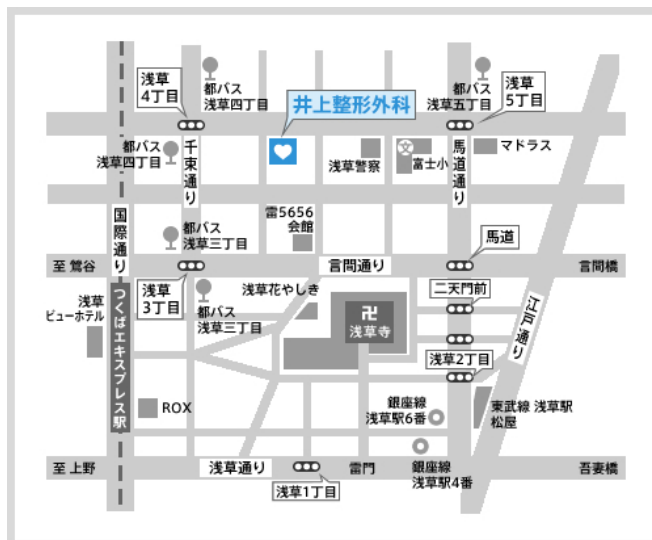 浅草
4丁目
都バス
浅草四丁目
井上整形外科
都バス
浅草五丁目
浅草
5丁目
都バス
浅草四丁目
千束通り
浅草警察
文
富士小
馬道通り
マドラス
国際通り
都バス
浅草三丁目
雷5656
会館
馬道
至 鶯谷
言問通り
言問橋
浅草
3丁目
都バス
浅草三丁目
浅草花やしき
卍
浅草寺
二天門前
江戸通り
浅草
ビューホテル
つくばエキスプレス駅
浅草2丁目
ROX
銀座線
浅草駅6番
東武線 浅草駅
松屋
至 上野
浅草通り
雷門
銀座線
浅草駅4番
吾妻橋
浅草1丁目